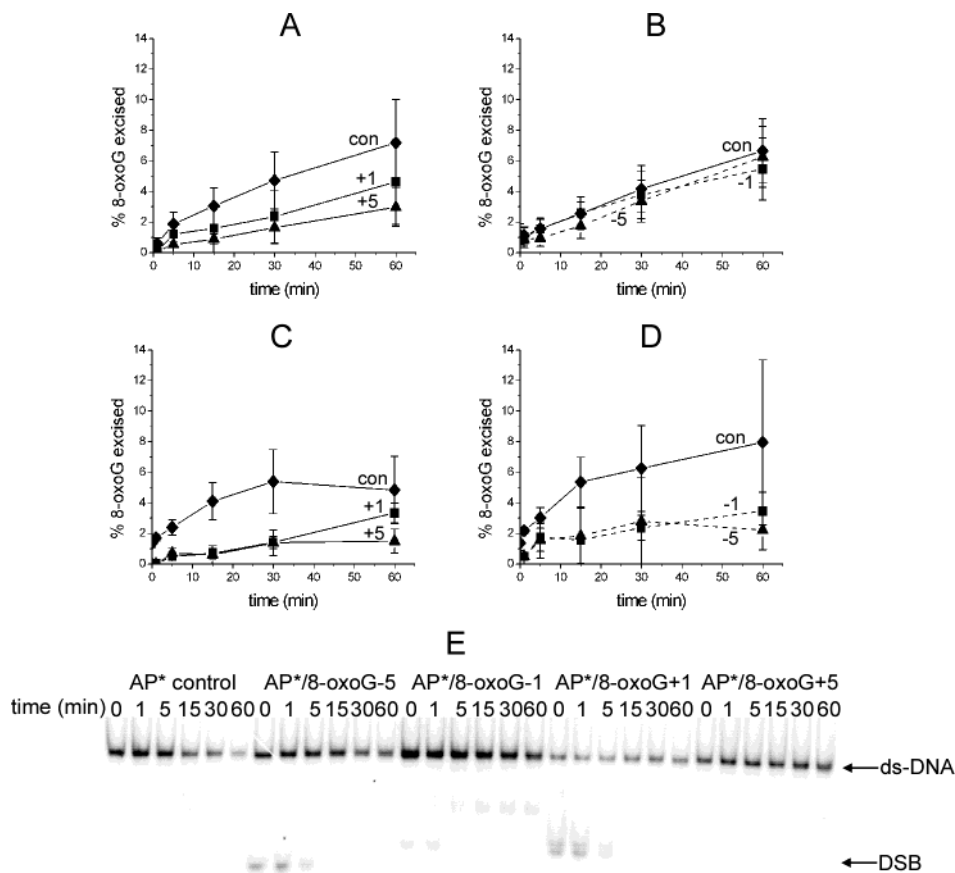 A
B
14
12
10
8
6
4
2
0
% 8-oxoG excised
con
+1
+5
0 10 20 30 40 50 60
time (min)
14
12
10
8
6
4
2
0
% 8-oxoG excised
con
-1
-5
0 10 20 30 40 50 60
time (min)
C
D
14
12
10
8
6
4
2
0
% 8-oxoG excised
con
+1
+5
0 10 20 30 40 50 60
time (min)
14
12
10
8
6
4
2
0
% 8-oxoG excised
con
-1
-5
0 10 20 30 40 50 60
time (min)
E
AP* control AP*/8-oxoG-5 AP*/8-oxoG-1 AP*/8-oxoG+1 AP*/8-oxoG+5
time (min) 0 1 5 15 30 60 0 1 5 15 30 60 0 1 5 15 30 60 0 1 5 15 30 60 0 1 5 15 30 60
ds-DNA
DSB